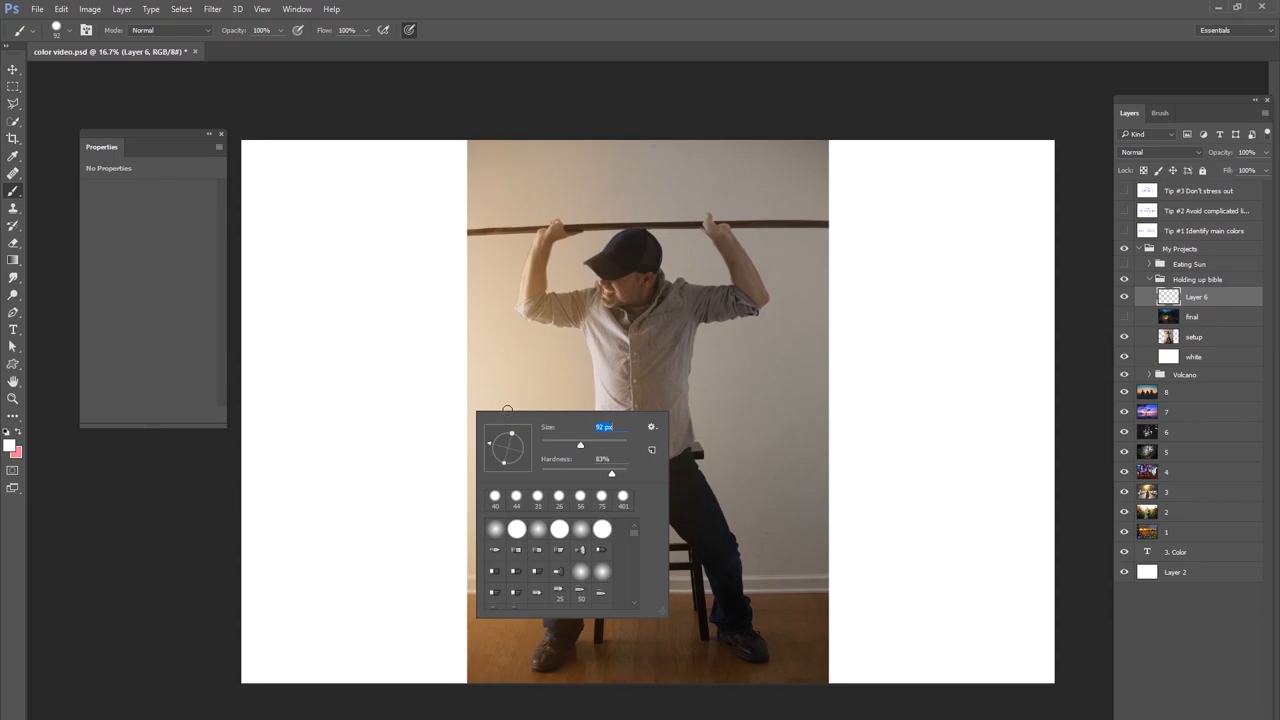 Ps File Edit Image Layer Type Select Filter 3D View Window Help
92 Mode: Normal Opacity: 100% Flow: 100% Essentials
color video.psd @ 16.7% (Layer 6, RGB/8#) * ×
Properties
No Properties
Size: 92 px
Hardness: 83%
40 44 31 26 56 75 401
25 50
Layers Brush
Kind
Normal Opacity: 100%
Lock: Fill: 100%
Tip #3 Don't stress out
Tip #2 Avoid complicated li...
Tip #1 Identify main colors
My Projects
Eating Sun
Holding up bible
Layer 6
final
setup
white
Volcano
8
7
6
5
4
3
2
1
T 3. Color
Layer 2